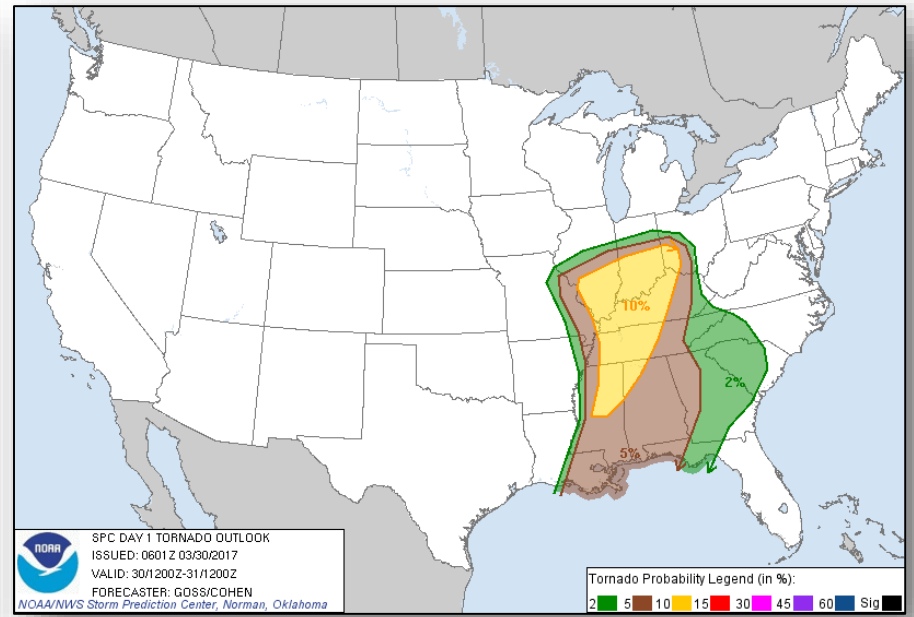 10%
2%
5%
SPC DAY 1 TORNADO OUTLOOK
ISSUED: 0601Z 03/30/2017
VALID: 30/1200Z-31/1200Z
FORECASTER: GOSS/COHEN
NOAA/NWS Storm Prediction Center, Norman, Oklahoma
NOAA
Tornado Probability Legend (in %):
2 5 10 15 30 45 60 Sig